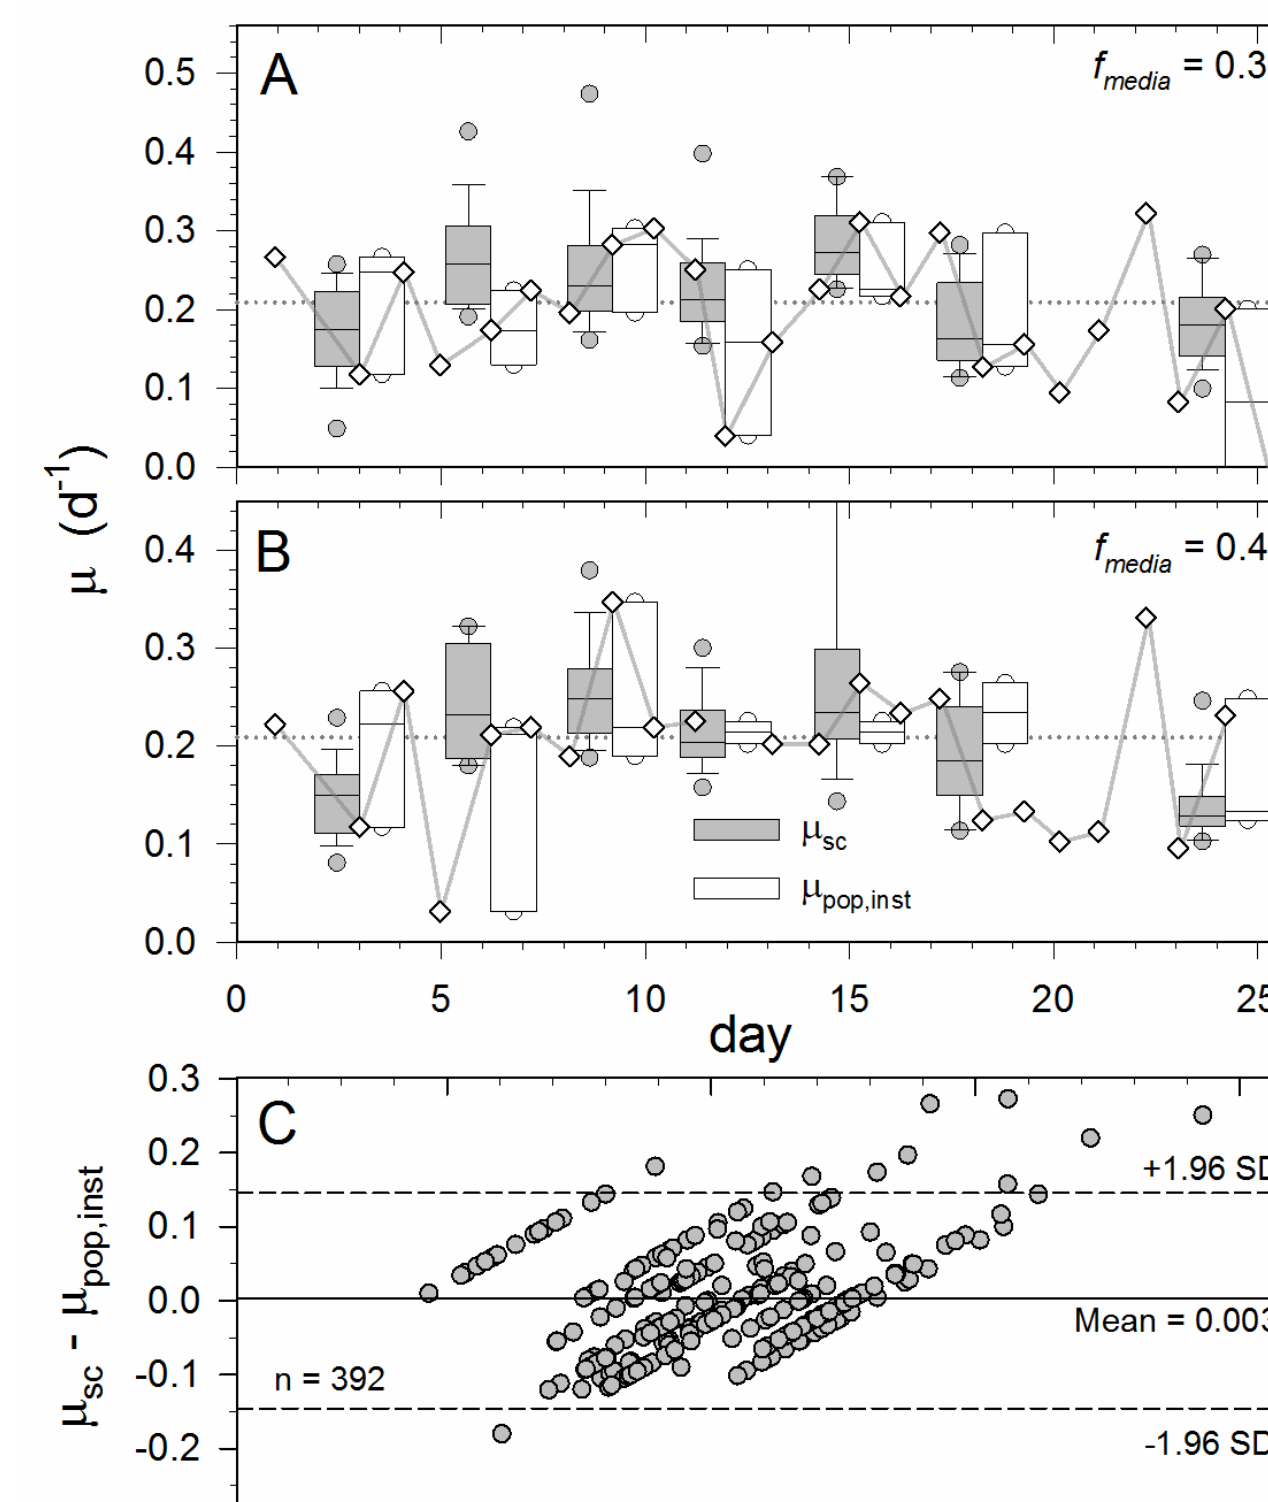 A
f_media = 0.3
0.5
0.4
0.3
0.2
0.1
0.0
μ (d⁻¹)
B
f_media = 0.4
0.4
0.3
0.2
0.1
0.0
μ_sc
μ_pop,inst
0 5 10 15 20 25
day
C
0.3
0.2
0.1
0.0
-0.1
-0.2
μ_sc - μ_pop,inst
+1.96 SD
Mean = 0.003
n = 392
-1.96 SD